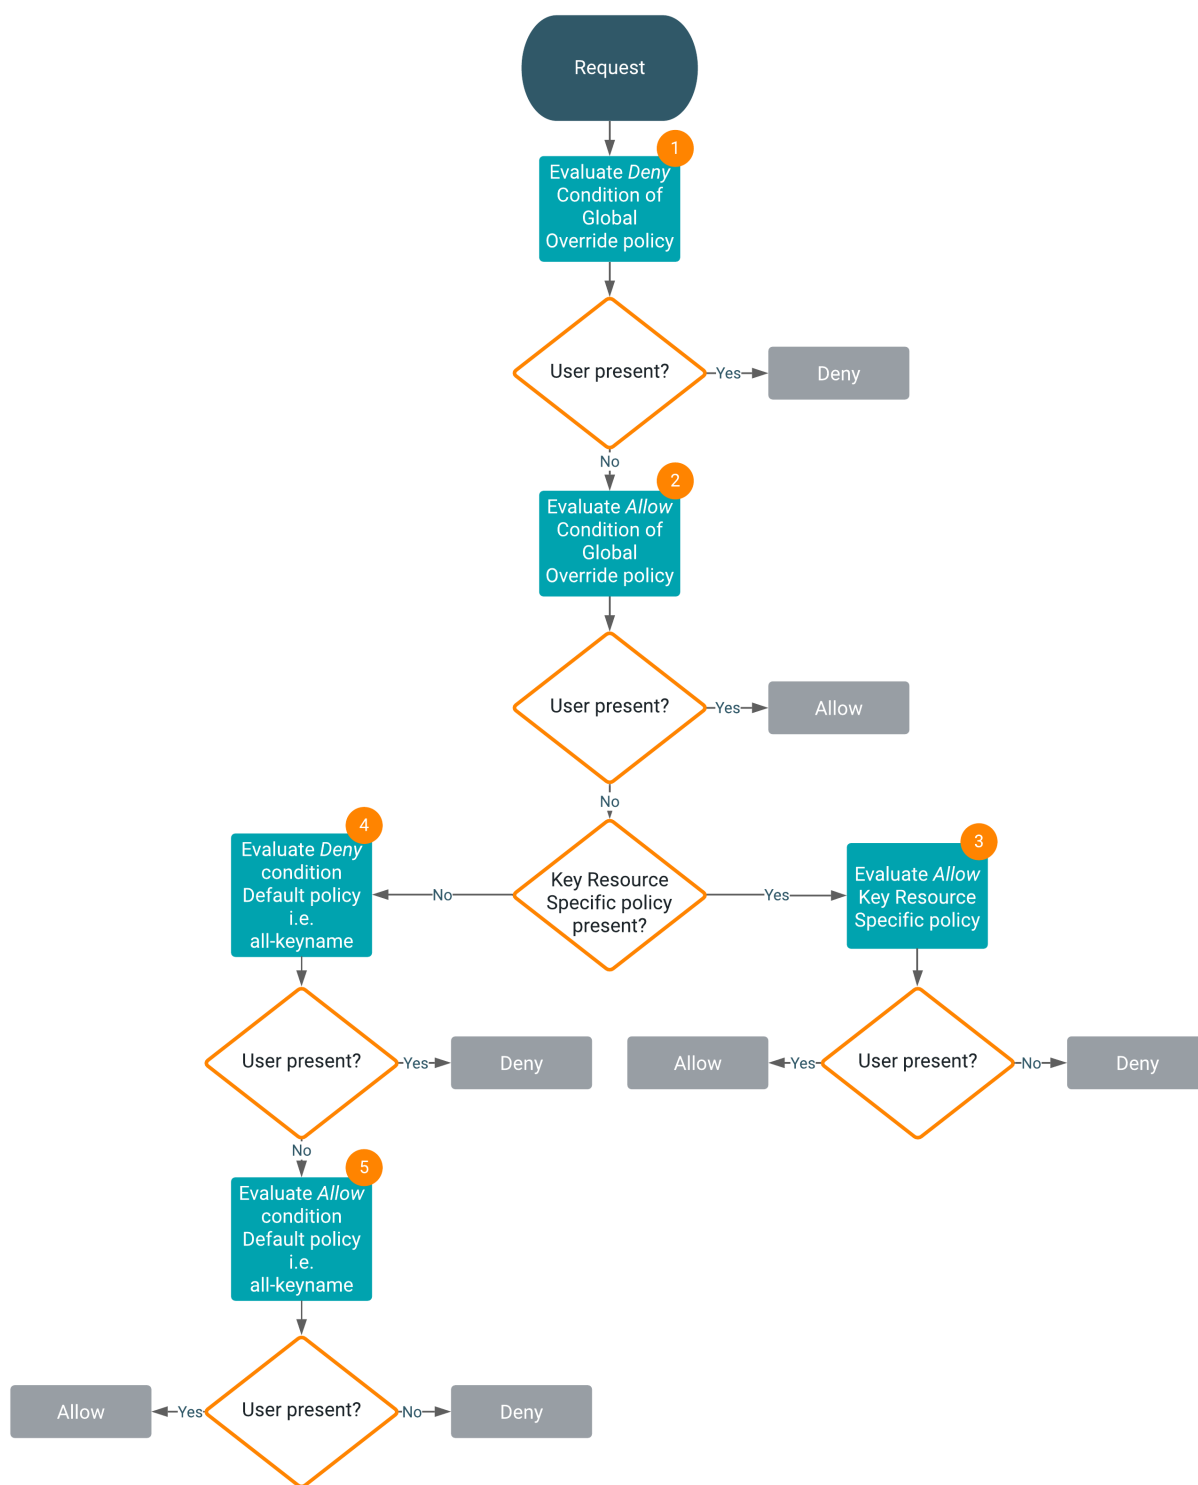 Request
1
Evaluate Deny
Condition of
Global
Override policy
User present?
Yes
Deny
No
2
Evaluate Allow
Condition of
Global
Override policy
User present?
Yes
Allow
No
Key Resource
Specific policy
present?
No
Yes
4
Evaluate Deny
condition
Default policy
i.e.
all-keyname
3
Evaluate Allow
Key Resource
Specific policy
User present?
Yes
Deny
No
Allow
Yes
User present?
No
Deny
5
Evaluate Allow
condition
Default policy
i.e.
all-keyname
Allow
Yes
User present?
No
Deny